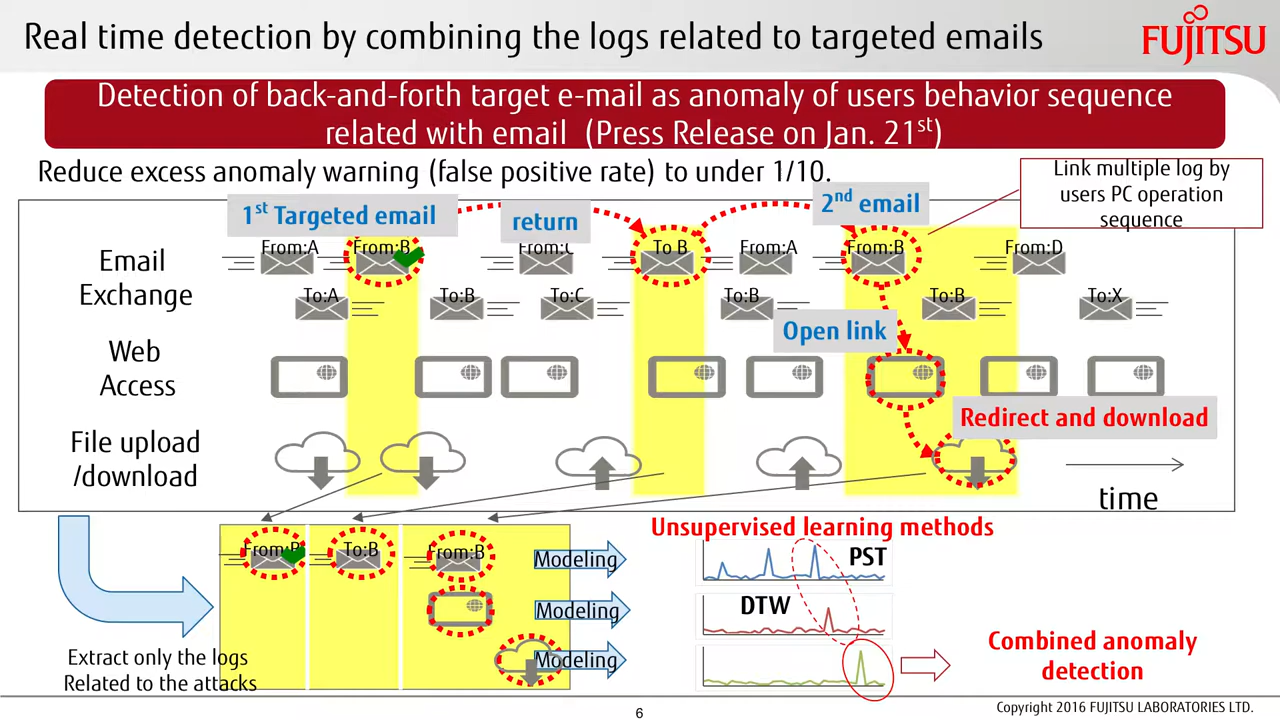 Real time detection by combining the logs related to targeted emails
FUJITSU
Detection of back-and-forth target e-mail as anomaly of users behavior sequence
related with email (Press Release on Jan. 21st)
Reduce excess anomaly warning (false positive rate) to under 1/10.
Link multiple log by
users PC operation
sequence
1st Targeted email
return
2nd email
Email
Exchange
From:A
From:B
From:C
To B
From:A
From:B
From:D
To:A
To:B
To:C
To:B
To:B
To:X
Open link
Web
Access
Redirect and download
File upload
/download
time
Unsupervised learning methods
From:B
To:B
From:B
Modeling
Modeling
Modeling
PST
DTW
Combined anomaly
detection
Extract only the logs
Related to the attacks
6
Copyright 2016 FUJITSU LABORATORIES LTD.